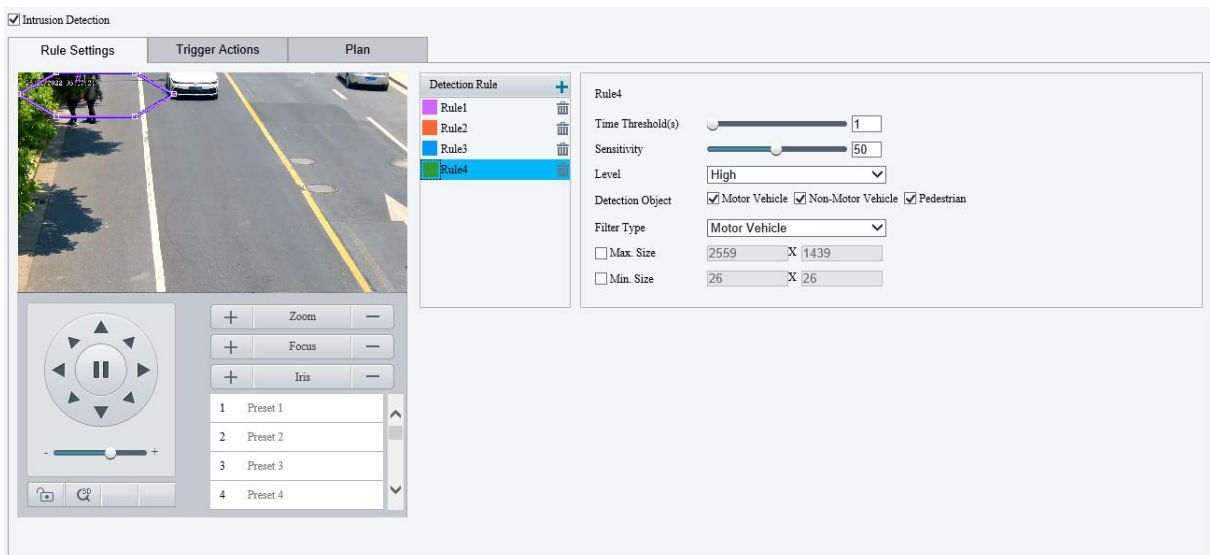 Intrusion Detection
Rule Settings
Trigger Actions
Plan
Detection Rule
Rule1
Rule2
Rule3
Rule4
Rule4
Time Threshold(s)
1
Sensitivity
50
Level
High
Detection Object
Motor Vehicle Non-Motor Vehicle Pedestrian
Filter Type
Motor Vehicle
Max. Size
2559 X 1439
Min. Size
26 X 26
+ Zoom −
+ Focus −
+ Iris −
1 Preset 1
2 Preset 2
3 Preset 3
4 Preset 4
- +
3D